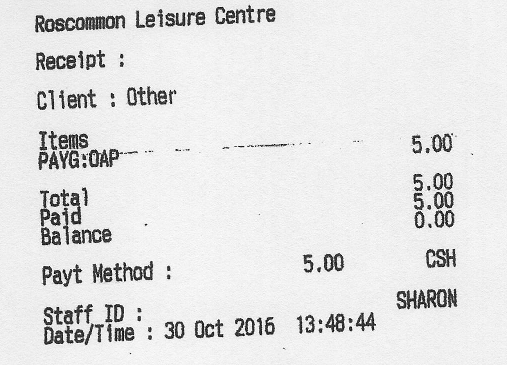 Roscommon Leisure Centre
Receipt :
Client : Other
Items
PAYG:OAP 5.00
Total 5.00
Paid 5.00
Balance 0.00
Payt Method : 5.00 CSH
Staff ID : SHARON
Date/Time : 30 Oct 2016 13:48:44